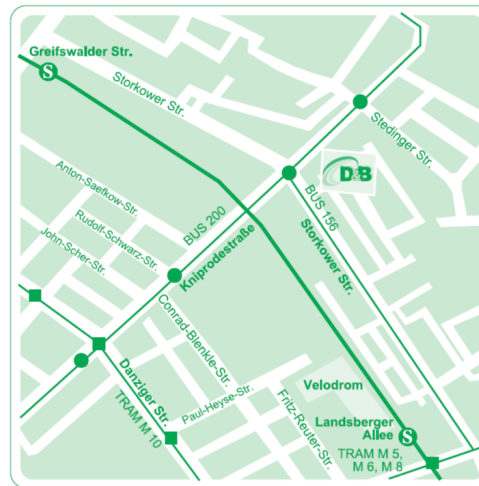 Greifswalder Str.
S
Storkower Str.
Stedinger Str.
D&B
Anton-Saefkow-Str.
Rudolf-Schwarz-Str.
John-Scher-Str.
BUS 200
Kniprodestraße
BUS 156
Storkower Str.
Conrad-Blenkle-Str.
Danziger Str.
TRAM M 10
Paul-Heyse-Str.
Fritz-Reuter-Str.
Velodrom
Landsberger
Allee
S
TRAM M 5,
M 6, M 8